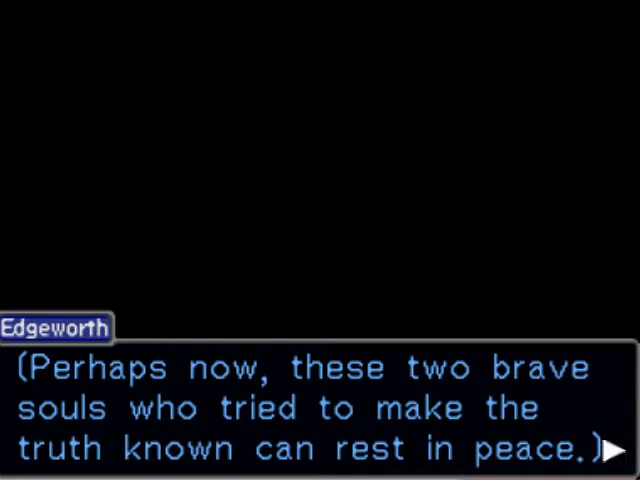 Edgeworth
(Perhaps now, these two brave
souls who tried to make the
truth known can rest in peace.)